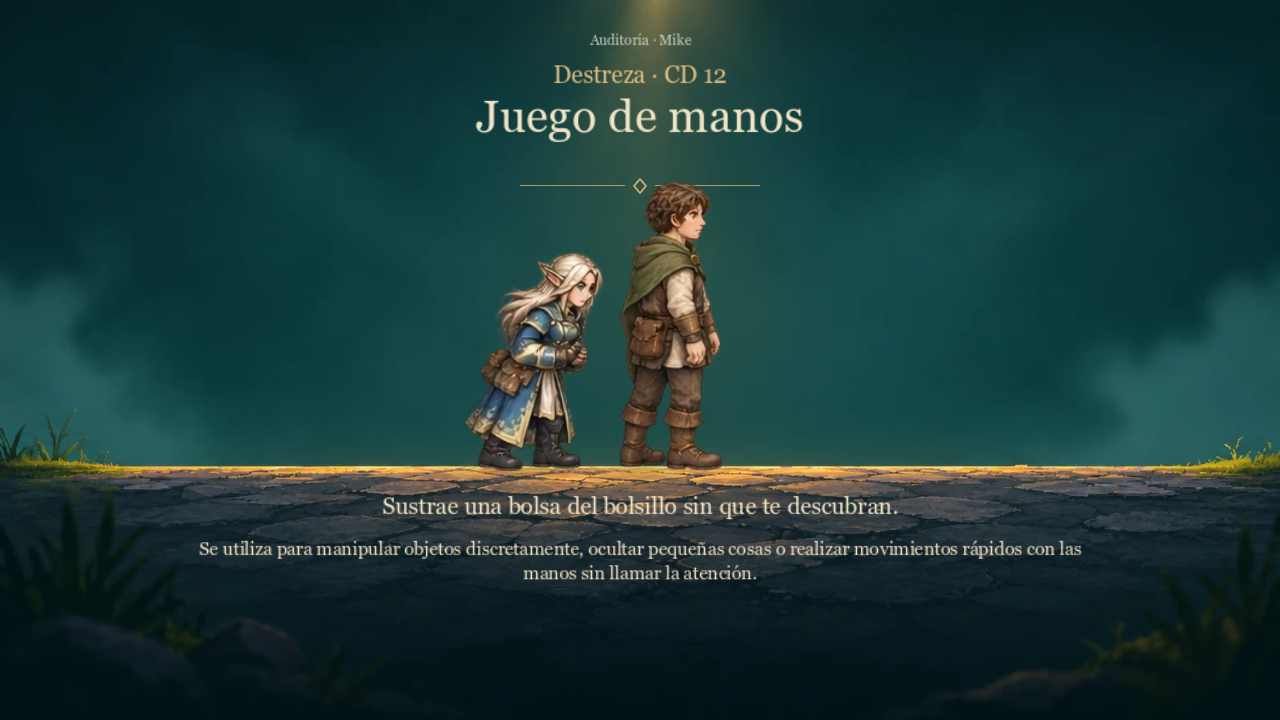 Auditoría · Mike
Destreza · CD 12
Juego de manos
Sustrae una bolsa del bolsillo sin que te descubran.
Se utiliza para manipular objetos discretamente, ocultar pequeñas cosas o realizar movimientos rápidos con las
manos sin llamar la atención.